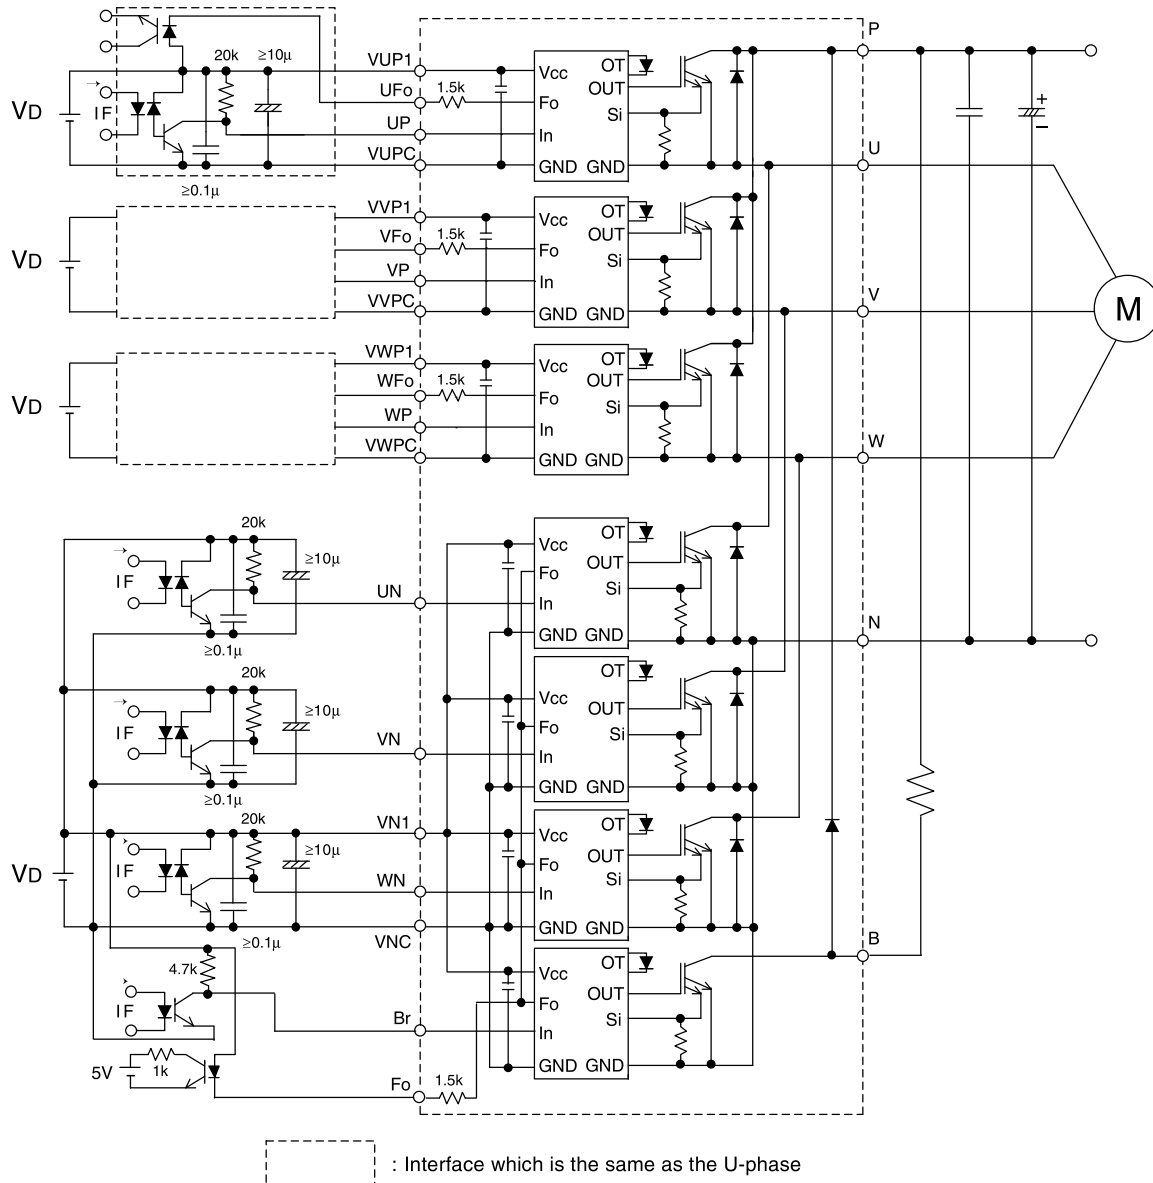 P
20k
≥10μ
VUP1
OT
Vcc
UFo
1.5k
OUT
VD
IF
Fo
Si
UP
In
+
−
VUPC
GND GND
U
≥0.1μ
VVP1
OT
Vcc
VFo
1.5k
OUT
VD
Fo
Si
VP
In
V
VVPC
GND GND
M
VWP1
OT
Vcc
WFo
1.5k
OUT
VD
Fo
Si
WP
In
W
VWPC
GND GND
20k
OT
≥10μ
Vcc
OUT
IF
Fo
UN
Si
In
N
GND GND
≥0.1μ
20k
OT
≥10μ
Vcc
OUT
IF
VN
Fo
Si
In
GND GND
≥0.1μ
20k
VN1
OT
Vcc
≥10μ
OUT
VD
IF
Fo
WN
Si
In
GND GND
VNC
≥0.1μ
B
4.7k
OT
Vcc
OUT
IF
Fo
Br
Si
In
5V
1k
GND GND
Fo
1.5k
: Interface which is the same as the U-phase